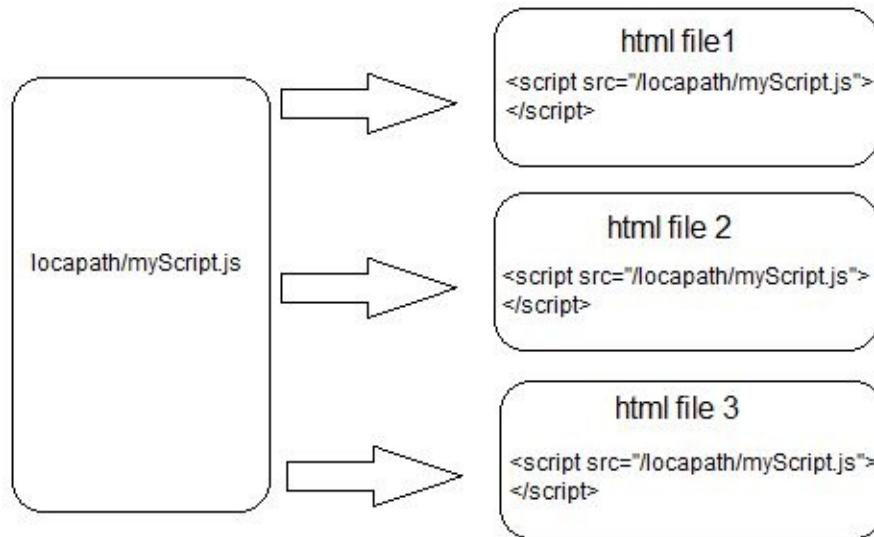 locapath/myScript.js
html file1
<script src="/locapath/myScript.js">
</script>
html file 2
<script src="/locapath/myScript.js">
</script>
html file 3
<script src="/locapath/myScript.js">
</script>